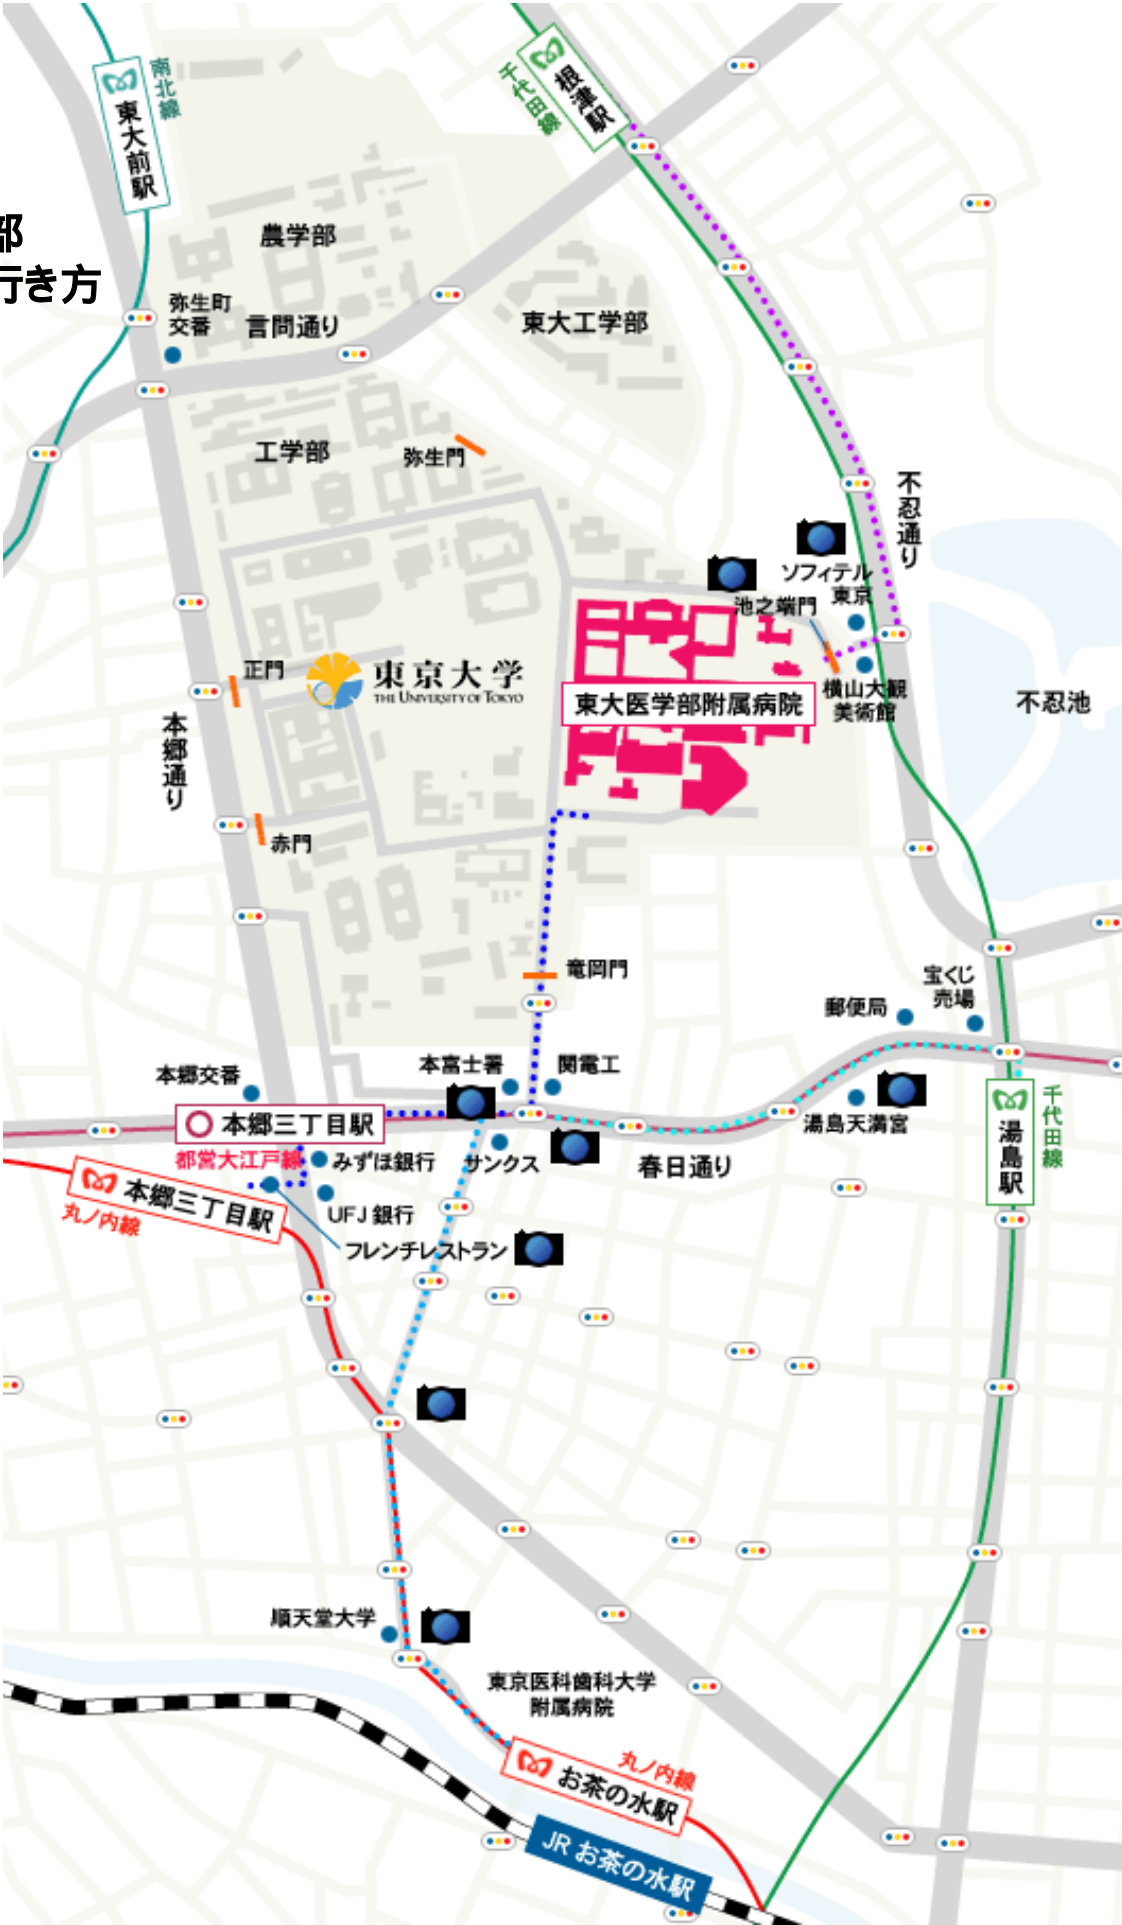 南北線
東大前駅
千代田線
根津駅
部
行き方
農学部
弥生町
交番
言問通り
東大工学部
工学部
弥生門
不忍通り
ソフィテル
東京
池之端門
正門
東京大学
THE UNIVERSITY OF TOKYO
東大医学部附属病院
横山大観
美術館
不忍池
本郷通り
赤門
竜岡門
宝くじ
売場
郵便局
本郷交番
本富士署
関電工
本郷三丁目駅
湯島天満宮
千代田線
湯島駅
都営大江戸線
みずほ銀行
サンクス
春日通り
本郷三丁目駅
丸ノ内線
UFJ 銀行
フレンチレストラン
順天堂大学
東京医科歯科大学
附属病院
丸ノ内線
お茶の水駅
JR お茶の水駅